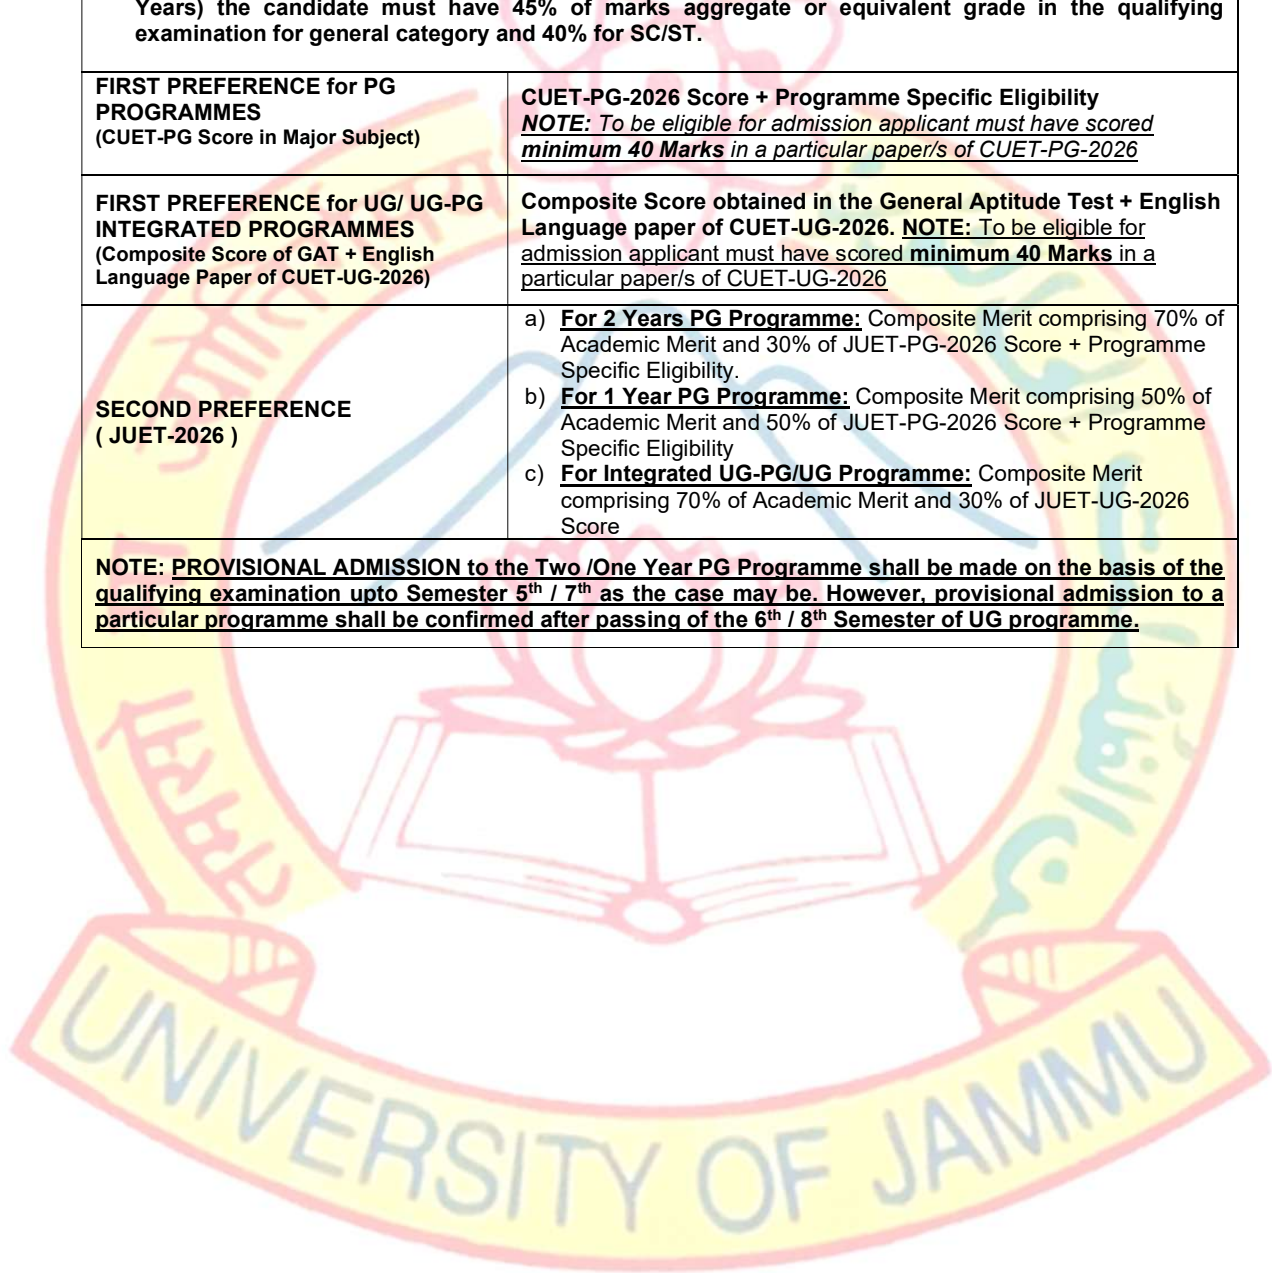 Years) the candidate must have 45% of marks aggregate or equivalent grade in the qualifying
examination for general category and 40% for SC/ST.
FIRST PREFERENCE for PG
PROGRAMMES
(CUET-PG Score in Major Subject)
CUET-PG-2026 Score + Programme Specific Eligibility
NOTE: To be eligible for admission applicant must have scored
minimum 40 Marks in a particular paper/s of CUET-PG-2026
FIRST PREFERENCE for UG/ UG-PG
INTEGRATED PROGRAMMES
(Composite Score of GAT + English
Language Paper of CUET-UG-2026)
Composite Score obtained in the General Aptitude Test + English
Language paper of CUET-UG-2026. NOTE: To be eligible for
admission applicant must have scored minimum 40 Marks in a
particular paper/s of CUET-UG-2026
SECOND PREFERENCE
( JUET-2026 )
a) For 2 Years PG Programme: Composite Merit comprising 70% of
Academic Merit and 30% of JUET-PG-2026 Score + Programme
Specific Eligibility.
b) For 1 Year PG Programme: Composite Merit comprising 50% of
Academic Merit and 50% of JUET-PG-2026 Score + Programme
Specific Eligibility
c) For Integrated UG-PG/UG Programme: Composite Merit
comprising 70% of Academic Merit and 30% of JUET-UG-2026
Score
NOTE: PROVISIONAL ADMISSION to the Two /One Year PG Programme shall be made on the basis of the
qualifying examination upto Semester 5th / 7th as the case may be. However, provisional admission to a
particular programme shall be confirmed after passing of the 6th / 8th Semester of UG programme.
UNIVERSITY OF JAMMU